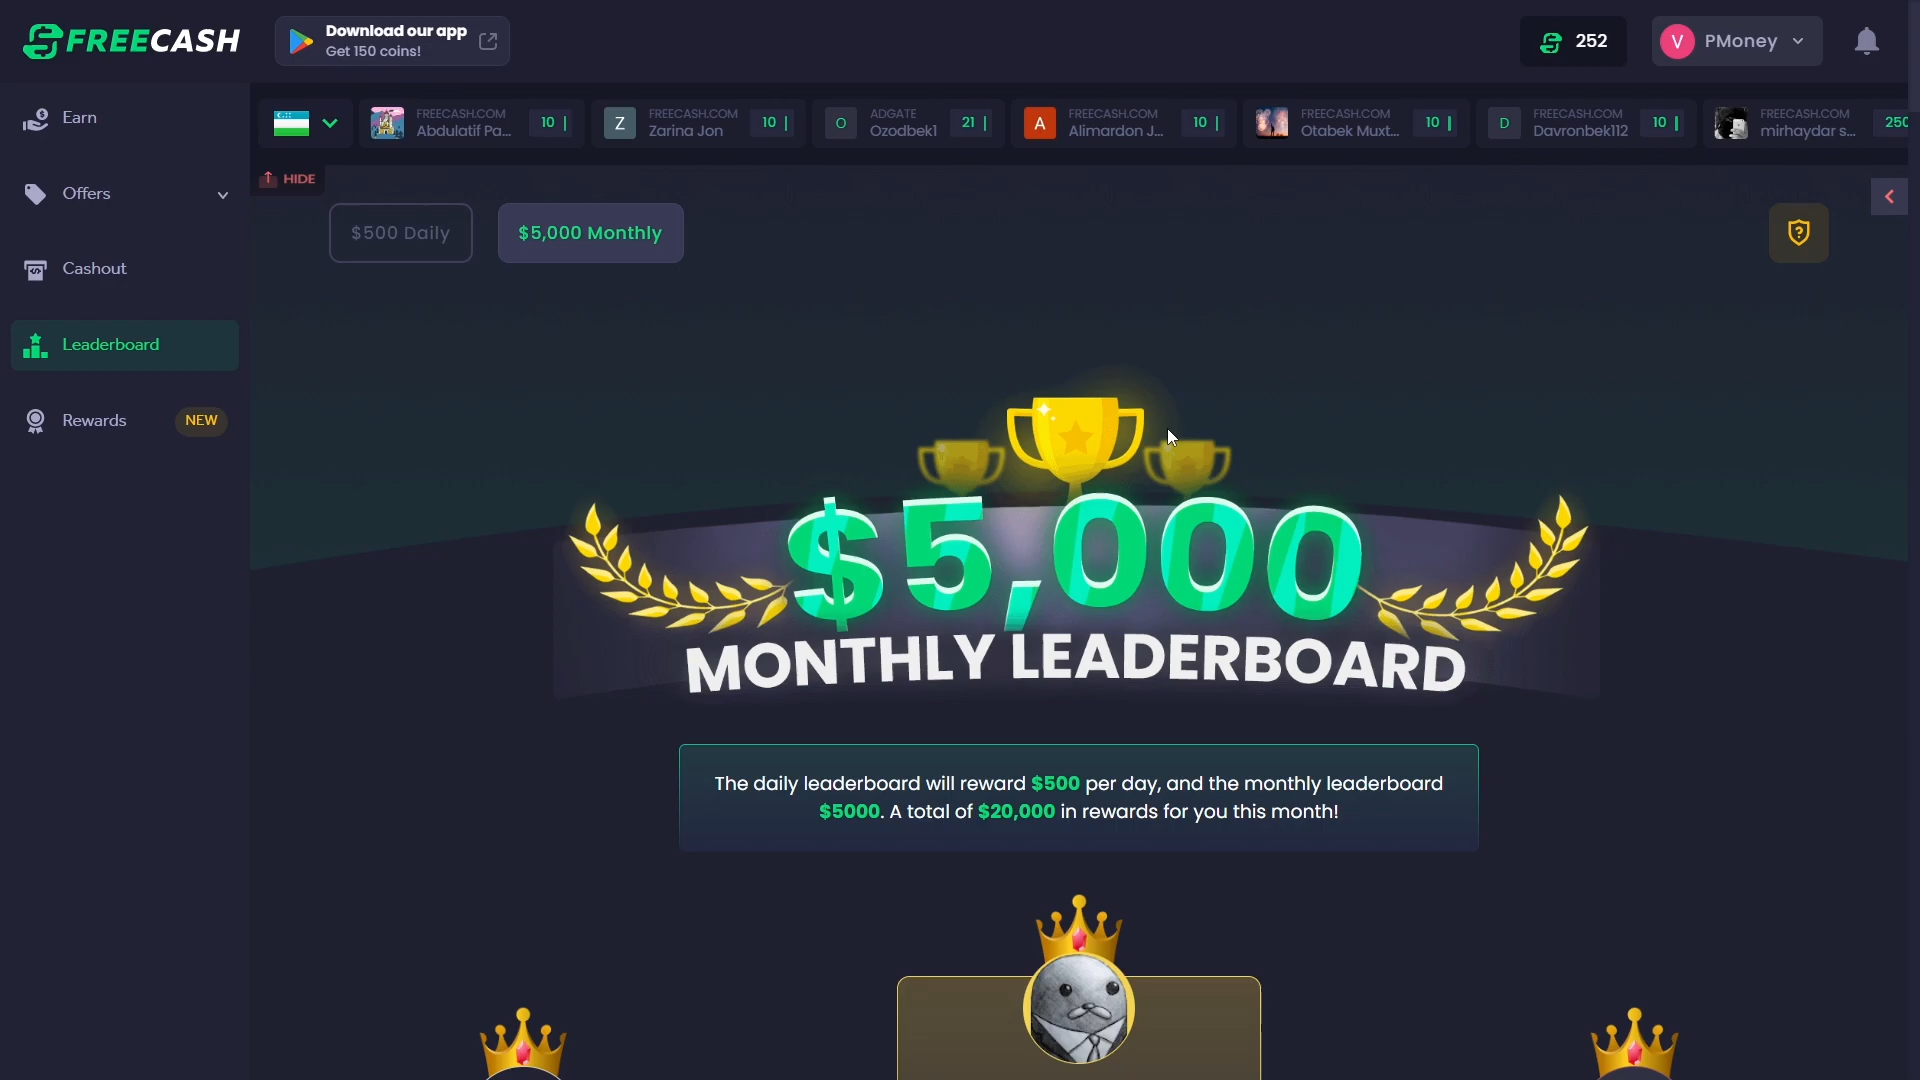 FREECASH
Download our app
Get 150 coins!
252
V
PMoney
Earn
Offers
Cashout
Leaderboard
Rewards
NEW
FREECASH.COM
Abdulatif Pa...
10
Z
FREECASH.COM
Zarina Jon
10
O
ADGATE
Ozodbek1
21
A
FREECASH.COM
Alimardon J...
10
FREECASH.COM
Otabek Muxt...
10
D
FREECASH.COM
Davronbek112
10
FREECASH.COM
mirhaydar s...
250
HIDE
$500 Daily
$5,000 Monthly
$5,000
MONTHLY LEADERBOARD
The daily leaderboard will reward $500 per day, and the monthly leaderboard
$5000. A total of $20,000 in rewards for you this month!